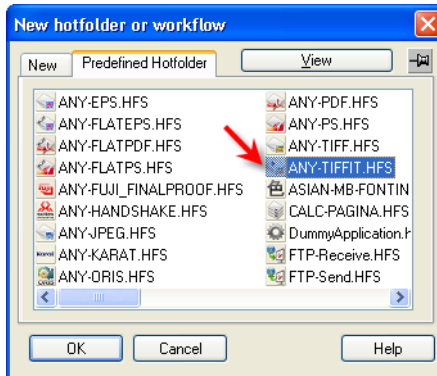 New hotfolder or workflow
New Predefined Hotfolder View
ANY-EPS.HFS
ANY-FLATEPS.HFS
ANY-FLATPDF.HFS
ANY-FLATPS.HFS
ANY-FUJI_FINALPROOF.HFS
ANY-HANDSHAKE.HFS
ANY-JPEG.HFS
ANY-KARAT.HFS
ANY-ORIS.HFS
ANY-PDF.HFS
ANY-PS.HFS
ANY-TIFF.HFS
ANY-TIFFIT.HFS
ASIAN-MB-FONTIN
CALC-PAGINA.HFS
DummyApplication.h
FTP-Receive.HFS
FTP-Send.HFS
OK Cancel Help